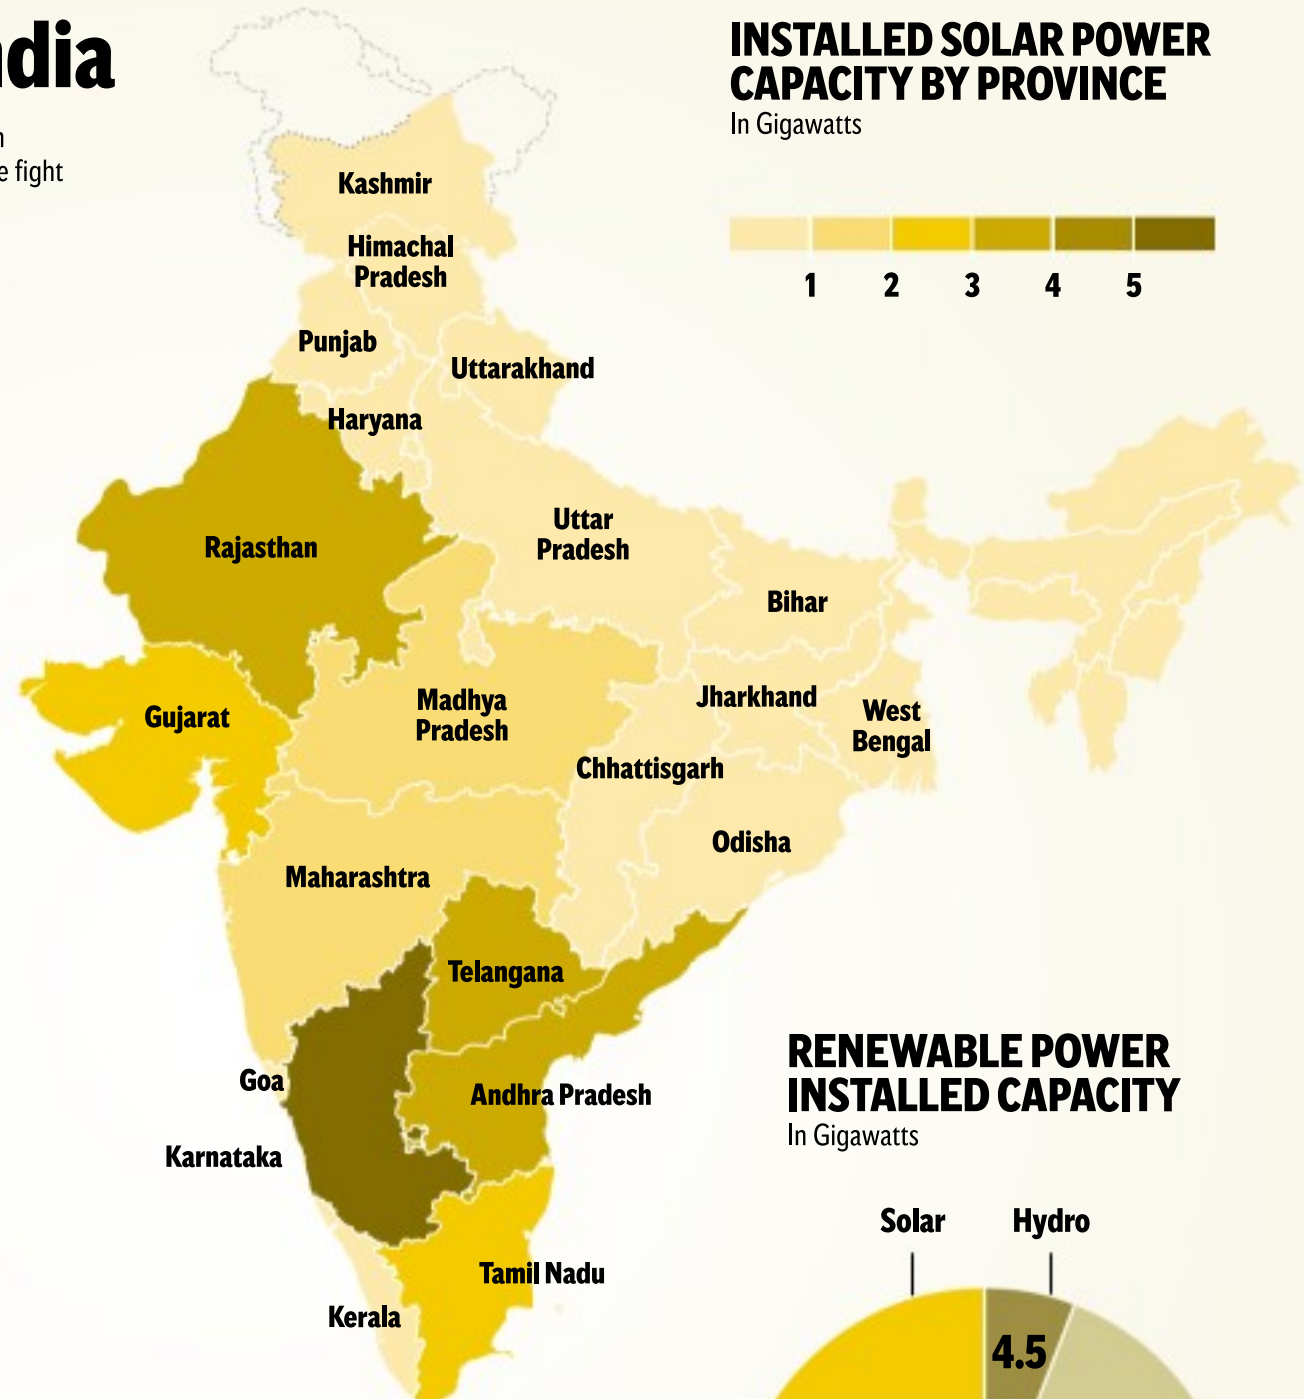 dia
e fight
INSTALLED SOLAR POWER
CAPACITY BY PROVINCE
In Gigawatts
1 2 3 4 5
Kashmir
Himachal
Pradesh
Punjab
Uttarakhand
Haryana
Rajasthan
Uttar
Pradesh
Bihar
Gujarat
Madhya
Pradesh
Jharkhand
West
Bengal
Chhattisgarh
Odisha
Maharashtra
Telangana
Goa
Andhra Pradesh
Karnataka
Tamil Nadu
Kerala
RENEWABLE POWER
INSTALLED CAPACITY
In Gigawatts
Solar Hydro
4.5